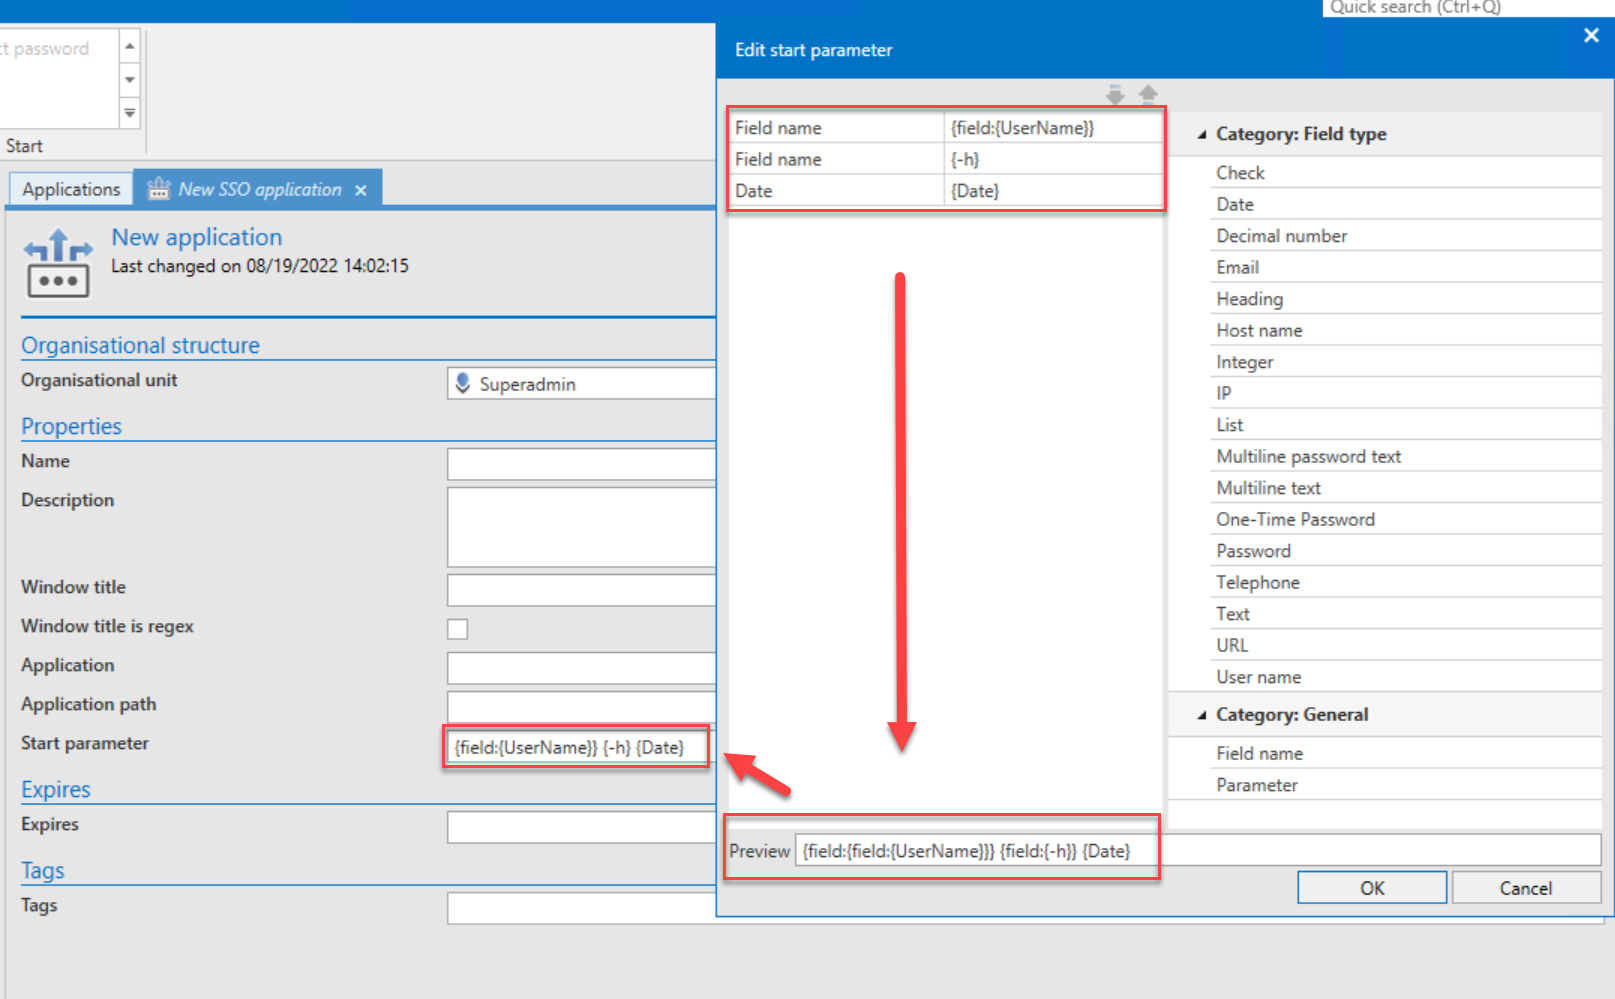 Quick search (Ctrl+Q)
ct password
Start
Applications
New SSO application
New application
Last changed on 08/19/2022 14:02:15
Organisational structure
Organisational unit
Superadmin
Properties
Name
Description
Window title
Window title is regex
Application
Application path
Start parameter
{field:{UserName}} {-h} {Date}
Expires
Expires
Tags
Tags
Edit start parameter
Field name {field:{UserName}}
Field name {-h}
Date {Date}
Category: Field type
Check
Date
Decimal number
Email
Heading
Host name
Integer
IP
List
Multiline password text
Multiline text
One-Time Password
Password
Telephone
Text
URL
User name
Category: General
Field name
Parameter
Preview {field:{field:{UserName}}} {field:{-h}} {Date}
OK Cancel